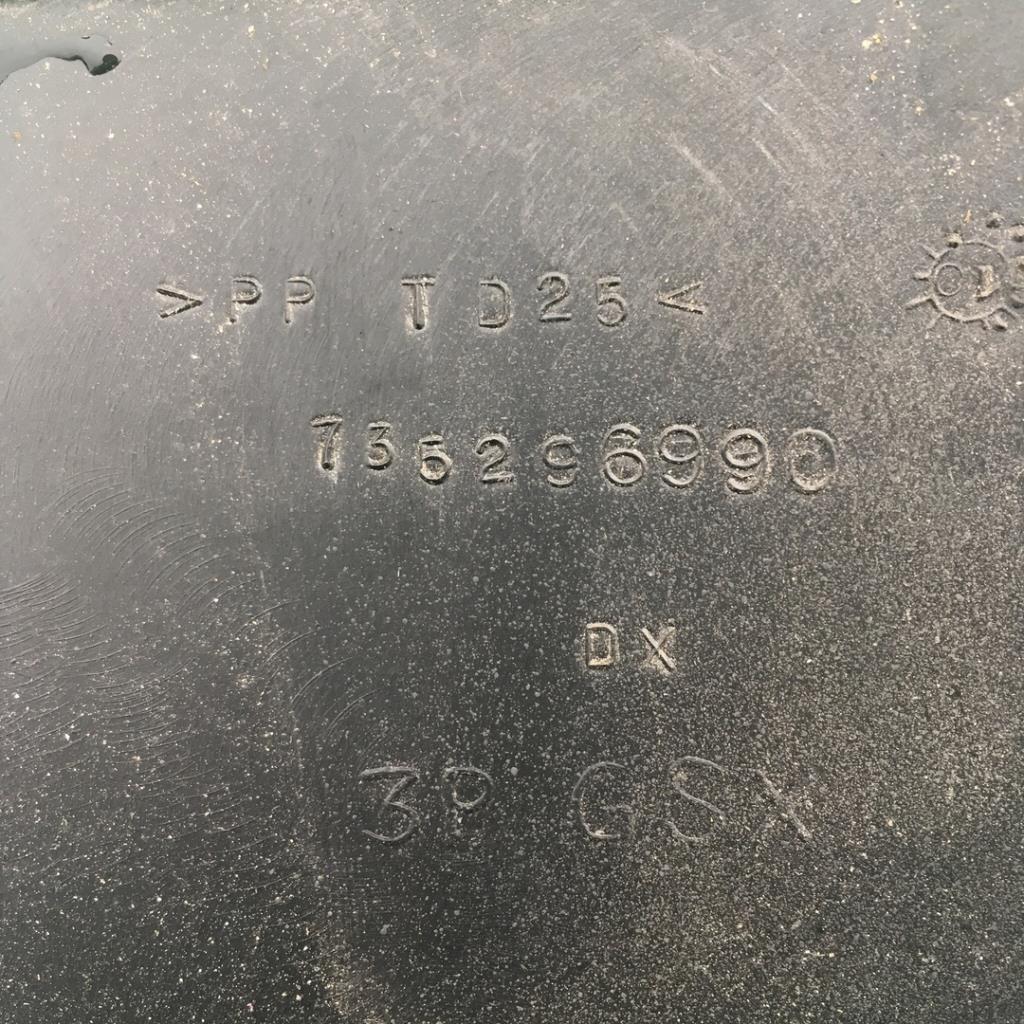 >PP TD25<
735296990
DX
3P GSX